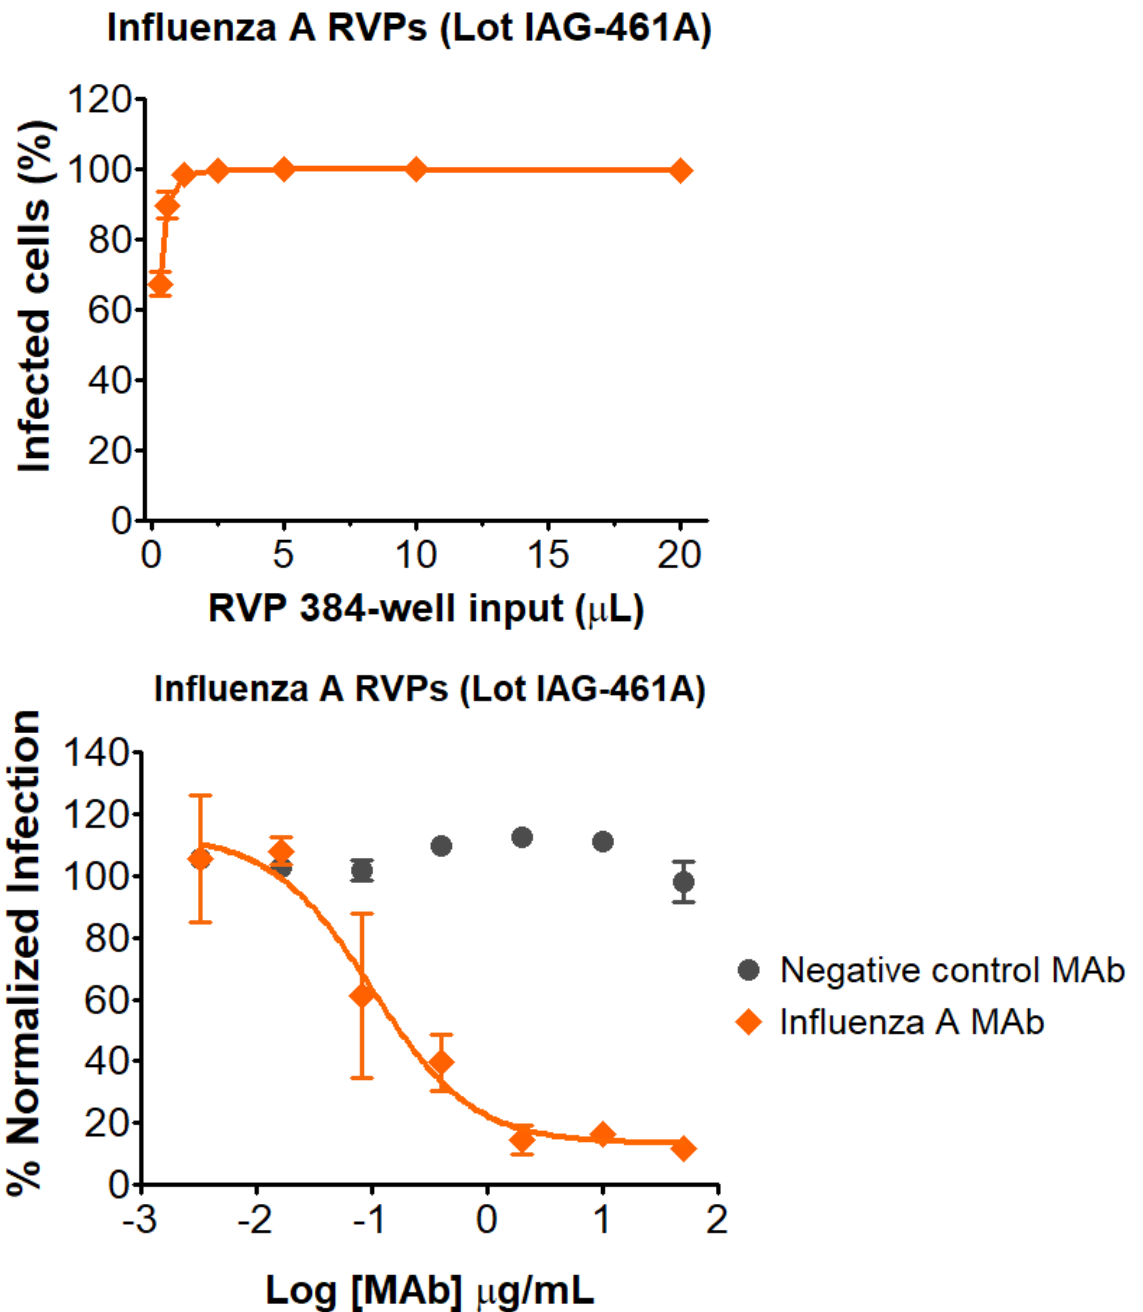 Influenza A RVPs (Lot IAG-461A)
Infected cells (%)
120
100
80
60
40
20
0
0 5 10 15 20
RVP 384-well input (μL)
Influenza A RVPs (Lot IAG-461A)
% Normalized Infection
140
120
100
80
60
40
20
0
-3 -2 -1 0 1 2
Log [MAb] μg/mL
Negative control MAb
Influenza A MAb